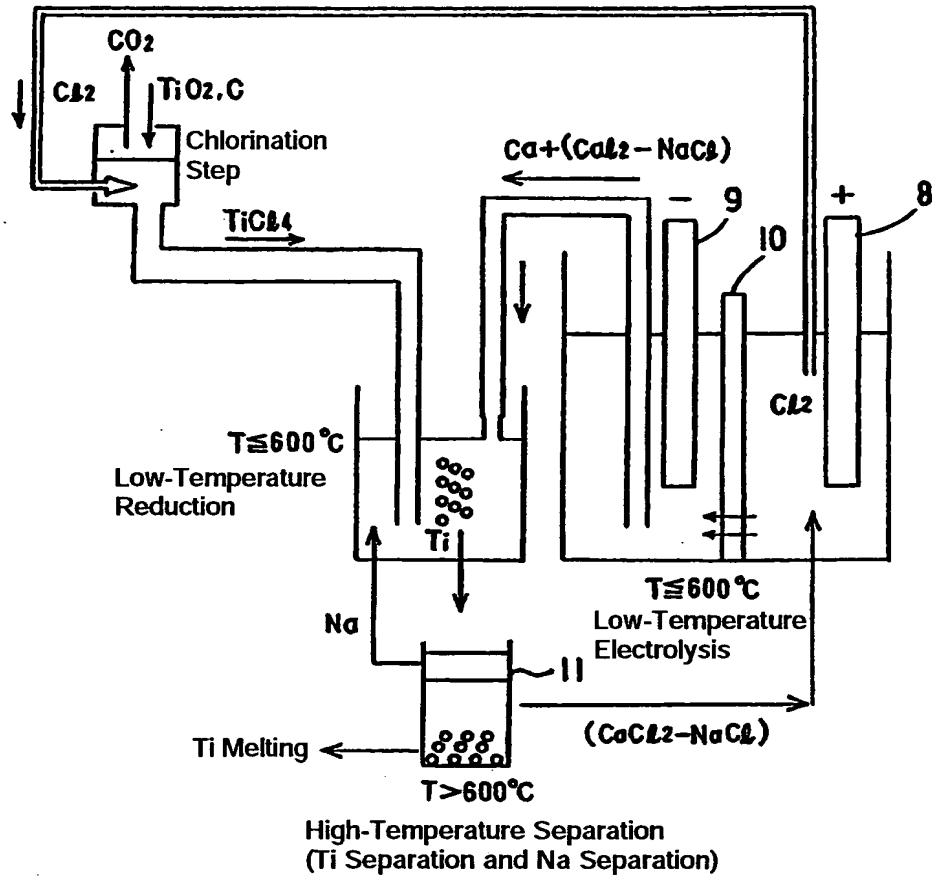 CO2
Cl2
TiO2,C
Chlorination
Step
TiCl4
Ca+(Cal2-NaCl)
-
9
+
8
10
Cl2
T≦600°C
Low-Temperature
Reduction
Ti
T≦600°C
Low-Temperature
Electrolysis
Na
11
(CaCl2-NaCl)
Ti Melting
T>600°C
High-Temperature Separation
(Ti Separation and Na Separation)